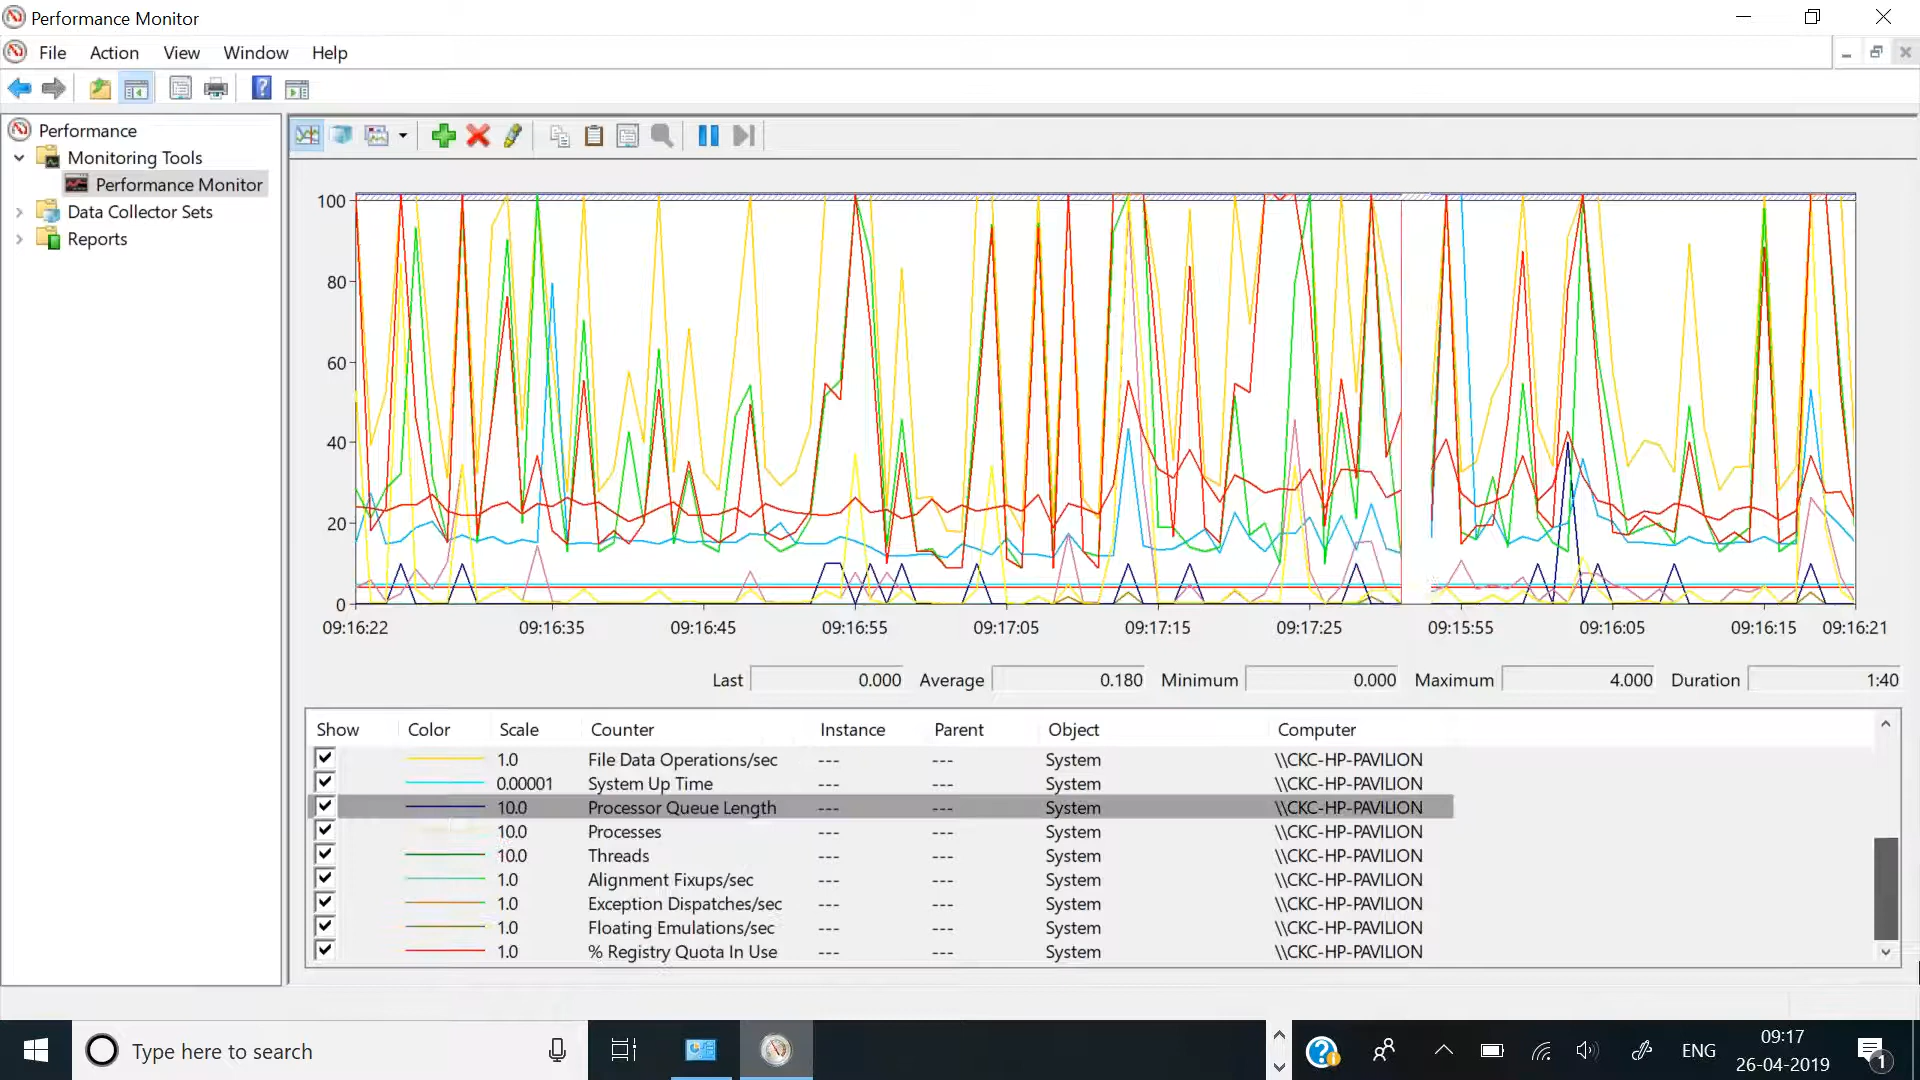 Performance Monitor
File Action View Window Help
Performance
Monitoring Tools
Performance Monitor
Data Collector Sets
Reports
100
80
60
40
20
0
09:16:22 09:16:35 09:16:45 09:16:55 09:17:05 09:17:15 09:17:25 09:15:55 09:16:05 09:16:15 09:16:21
Last 0.000 Average 0.180 Minimum 0.000 Maximum 4.000 Duration 1:40
Show Color Scale Counter Instance Parent Object Computer
1.0 File Data Operations/sec --- --- System \\CKC-HP-PAVILION
0.00001 System Up Time --- --- System \\CKC-HP-PAVILION
10.0 Processor Queue Length --- --- System \\CKC-HP-PAVILION
10.0 Processes --- --- System \\CKC-HP-PAVILION
10.0 Threads --- --- System \\CKC-HP-PAVILION
1.0 Alignment Fixups/sec --- --- System \\CKC-HP-PAVILION
1.0 Exception Dispatches/sec --- --- System \\CKC-HP-PAVILION
1.0 Floating Emulations/sec --- --- System \\CKC-HP-PAVILION
1.0 % Registry Quota In Use --- --- System \\CKC-HP-PAVILION
Type here to search
ENG
09:17
26-04-2019
1